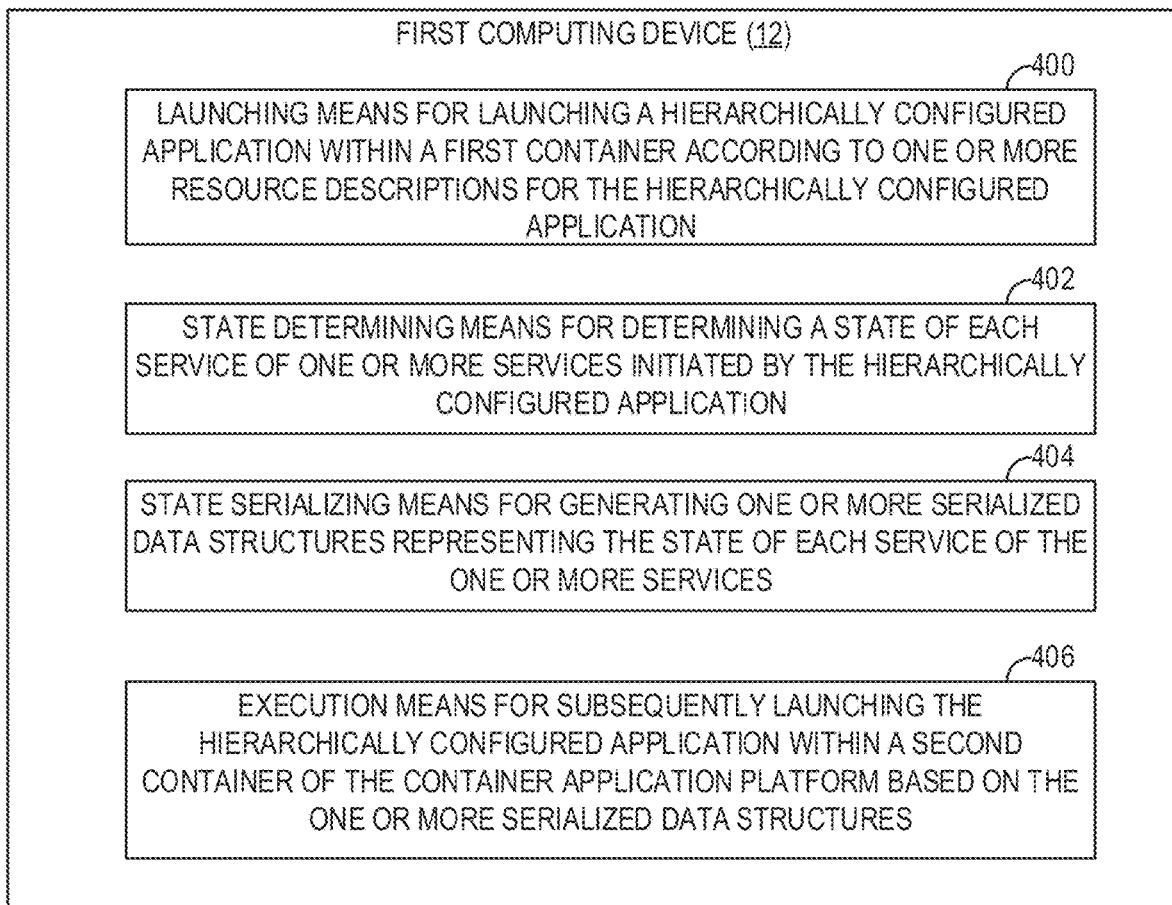 FIRST COMPUTING DEVICE (12)
400
LAUNCHING MEANS FOR LAUNCHING A HIERARCHICALLY CONFIGURED
APPLICATION WITHIN A FIRST CONTAINER ACCORDING TO ONE OR MORE
RESOURCE DESCRIPTIONS FOR THE HIERARCHICALLY CONFIGURED
APPLICATION
402
STATE DETERMINING MEANS FOR DETERMINING A STATE OF EACH
SERVICE OF ONE OR MORE SERVICES INITIATED BY THE HIERARCHICALLY
CONFIGURED APPLICATION
404
STATE SERIALIZING MEANS FOR GENERATING ONE OR MORE SERIALIZED
DATA STRUCTURES REPRESENTING THE STATE OF EACH SERVICE OF THE
ONE OR MORE SERVICES
406
EXECUTION MEANS FOR SUBSEQUENTLY LAUNCHING THE
HIERARCHICALLY CONFIGURED APPLICATION WITHIN A SECOND
CONTAINER OF THE CONTAINER APPLICATION PLATFORM BASED ON THE
ONE OR MORE SERIALIZED DATA STRUCTURES